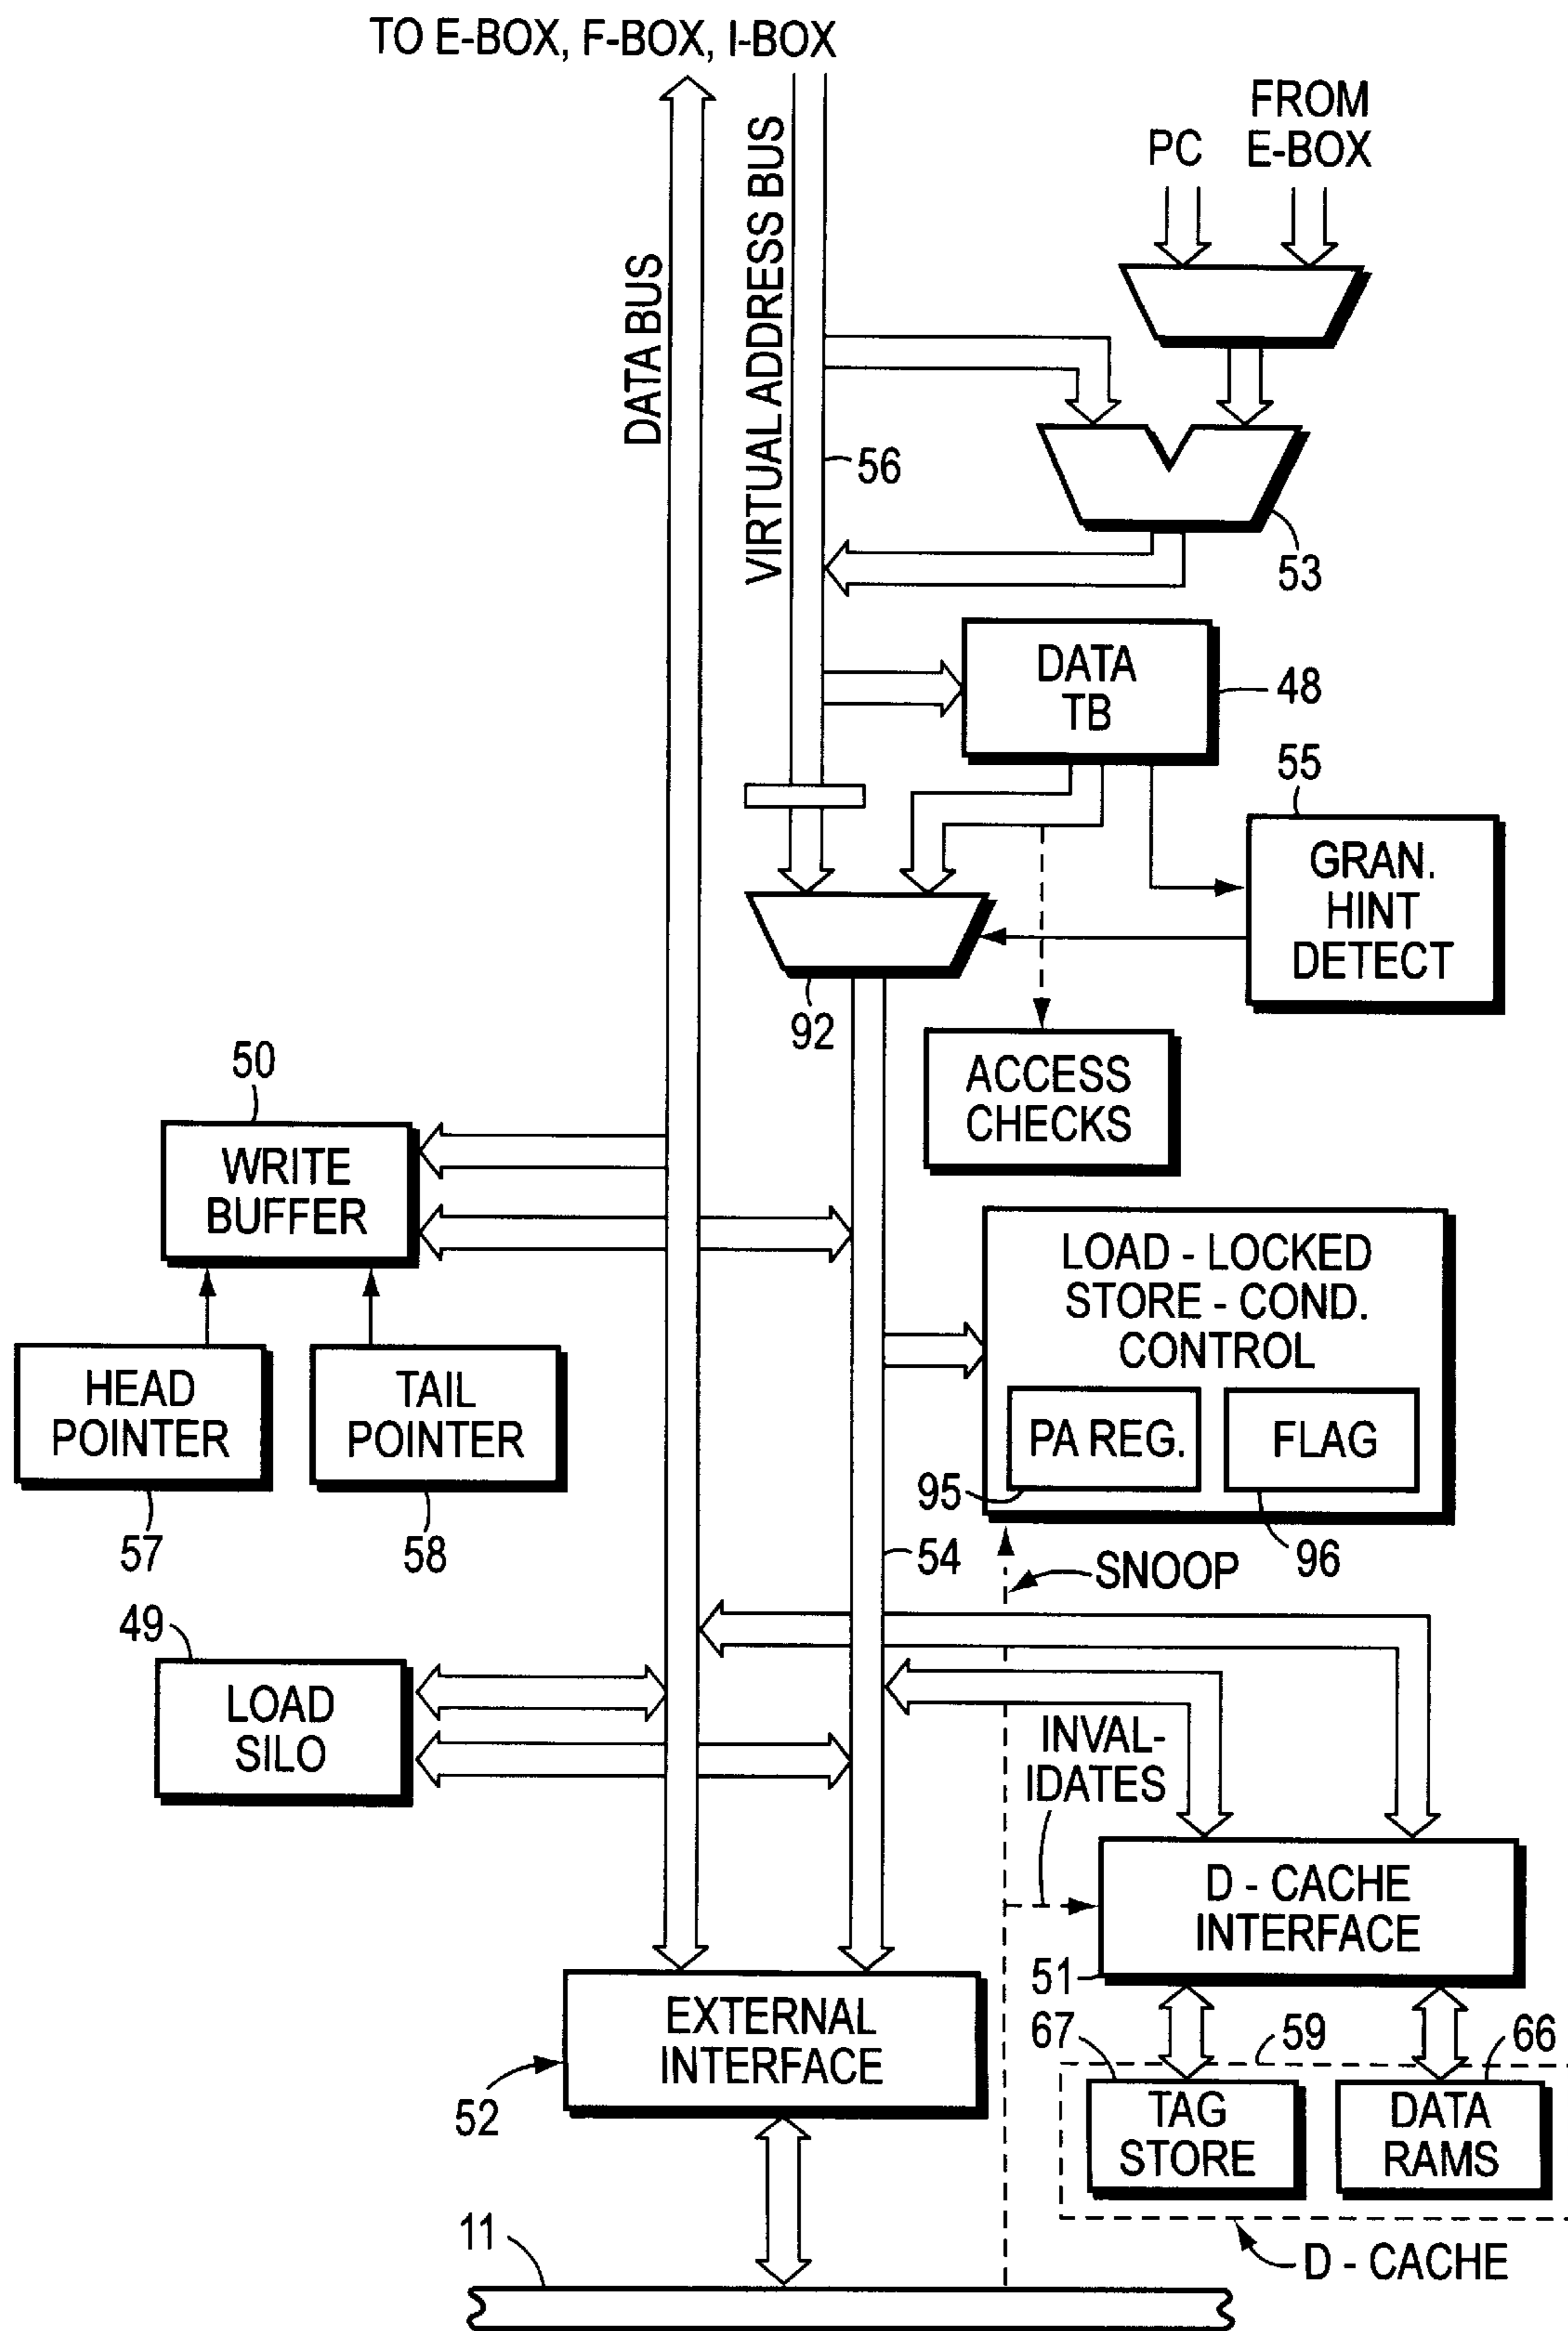 TO E-BOX, F-BOX, I-BOX
FROM
E-BOX
PC
DATA BUS
VIRTUAL ADDRESS BUS
56
53
DATA
TB
48
55
GRAN.
HINT
DETECT
92
ACCESS
CHECKS
50
WRITE
BUFFER
HEAD
POINTER
57
TAIL
POINTER
58
LOAD - LOCKED
STORE - COND.
CONTROL
PA REG.
FLAG
95
96
54
SNOOP
49
LOAD
SILO
INVAL-
IDATES
D - CACHE
INTERFACE
51
EXTERNAL
INTERFACE
52
67
59
66
TAG
STORE
DATA
RAMS
D - CACHE
11